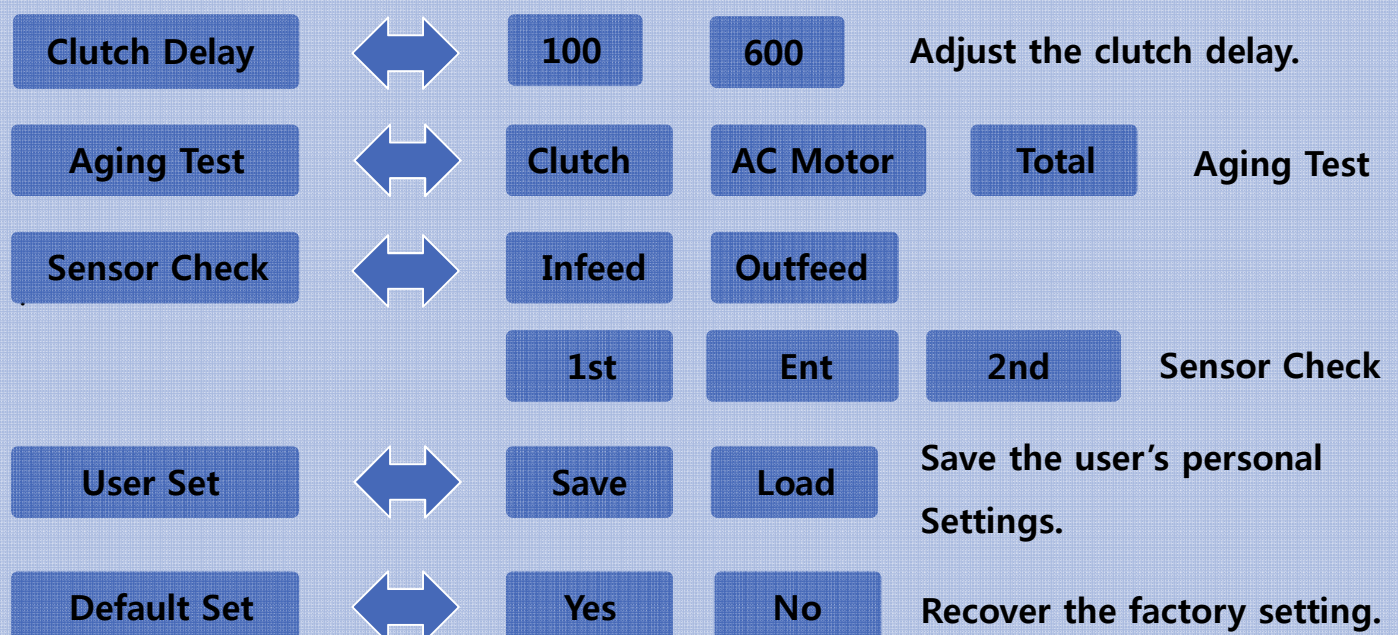 Clutch Delay 100 600 Adjust the clutch delay.
Aging Test Clutch AC Motor Total Aging Test
Sensor Check Infeed Outfeed
1st Ent 2nd Sensor Check
User Set Save Load Save the user’s personal
Settings.
Default Set Yes No Recover the factory setting.